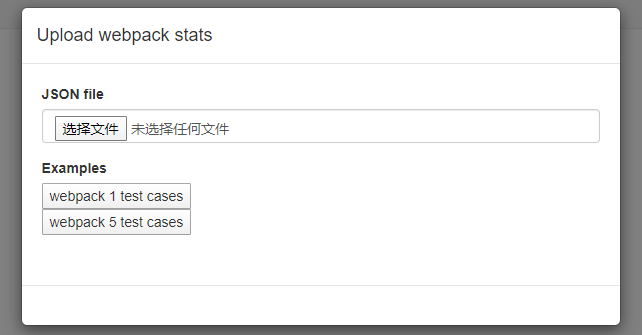 Upload webpack stats
JSON file
选择文件 未选择任何文件
Examples
webpack 1 test cases
webpack 5 test cases